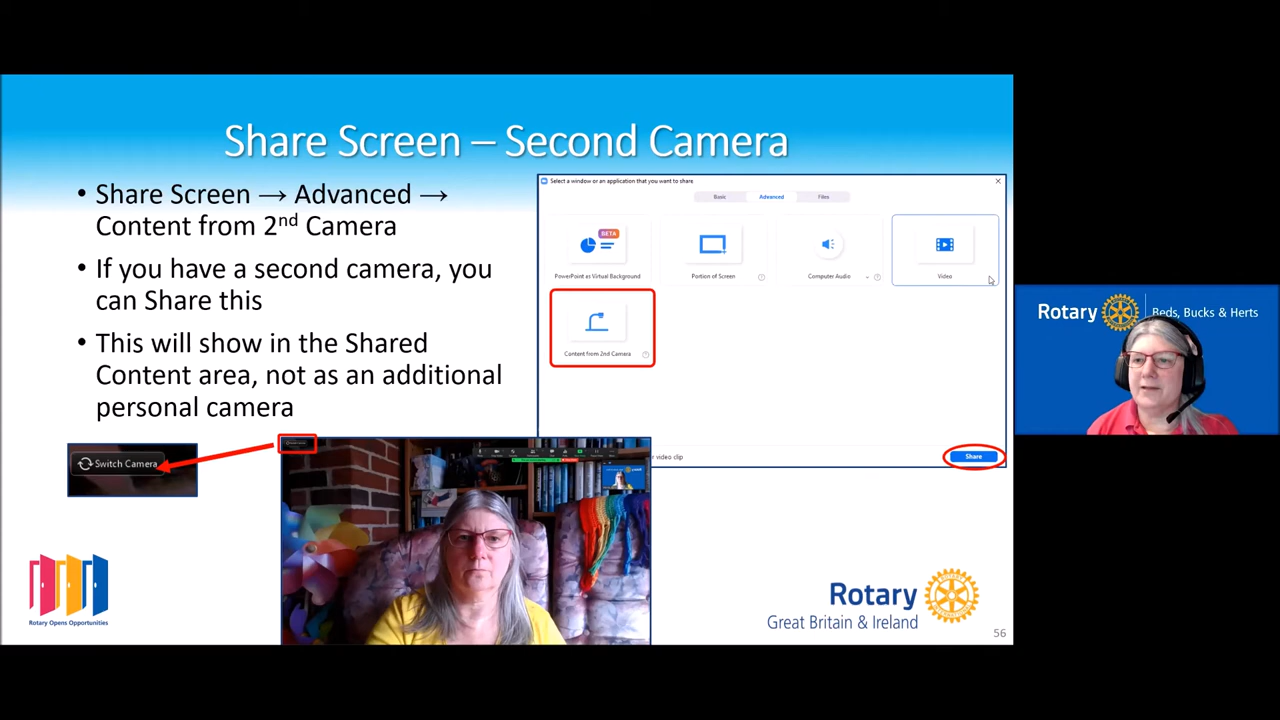 Share Screen – Second Camera
• Share Screen → Advanced →
Content from 2nd Camera
• If you have a second camera, you
can Share this
• This will show in the Shared
Content area, not as an additional
personal camera
Switch Camera
Select a window or an application that you want to share
Basic
Advanced
Files
BETA
PowerPoint as Virtual Background
Portion of Screen
Computer Audio
Video
Content from 2nd Camera
r video clip
Share
Rotary Opens Opportunities
Rotary
Great Britain & Ireland
56
Rotary
Beds, Bucks & Herts